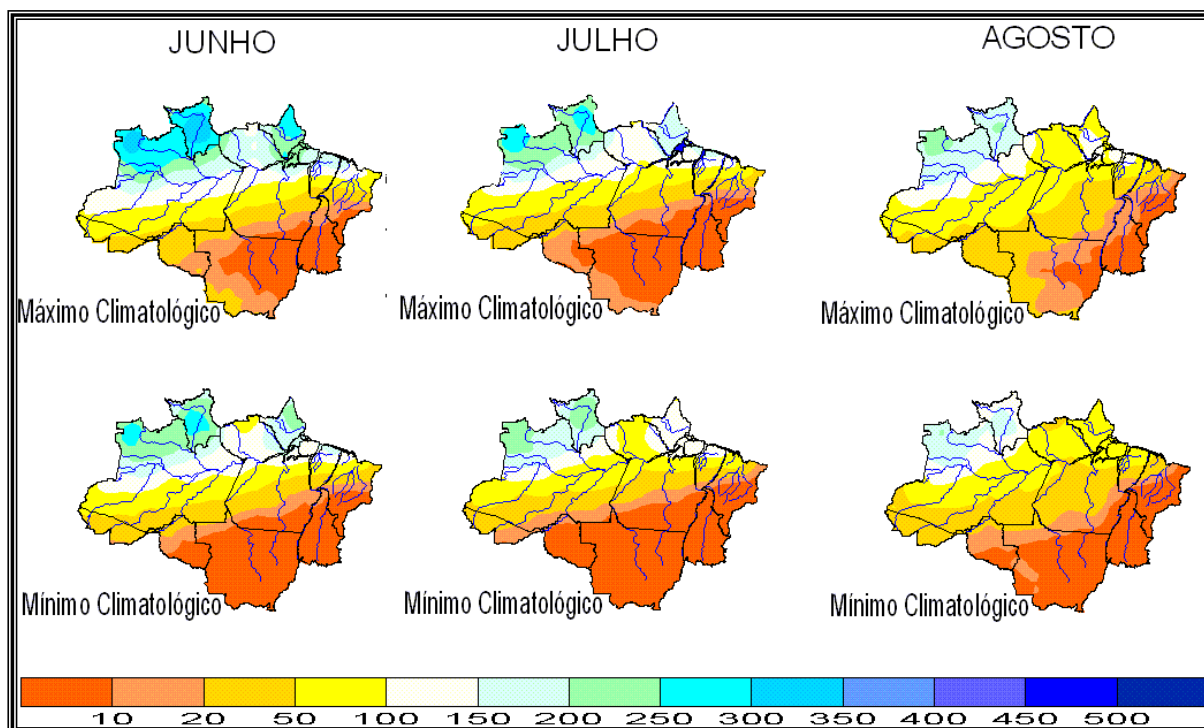 JUNHO JULHO AGOSTO
Máximo Climatológico Máximo Climatológico Máximo Climatológico
Mínimo Climatológico Mínimo Climatológico Mínimo Climatológico
10 20 50 100 150 200 250 300 350 400 450 500